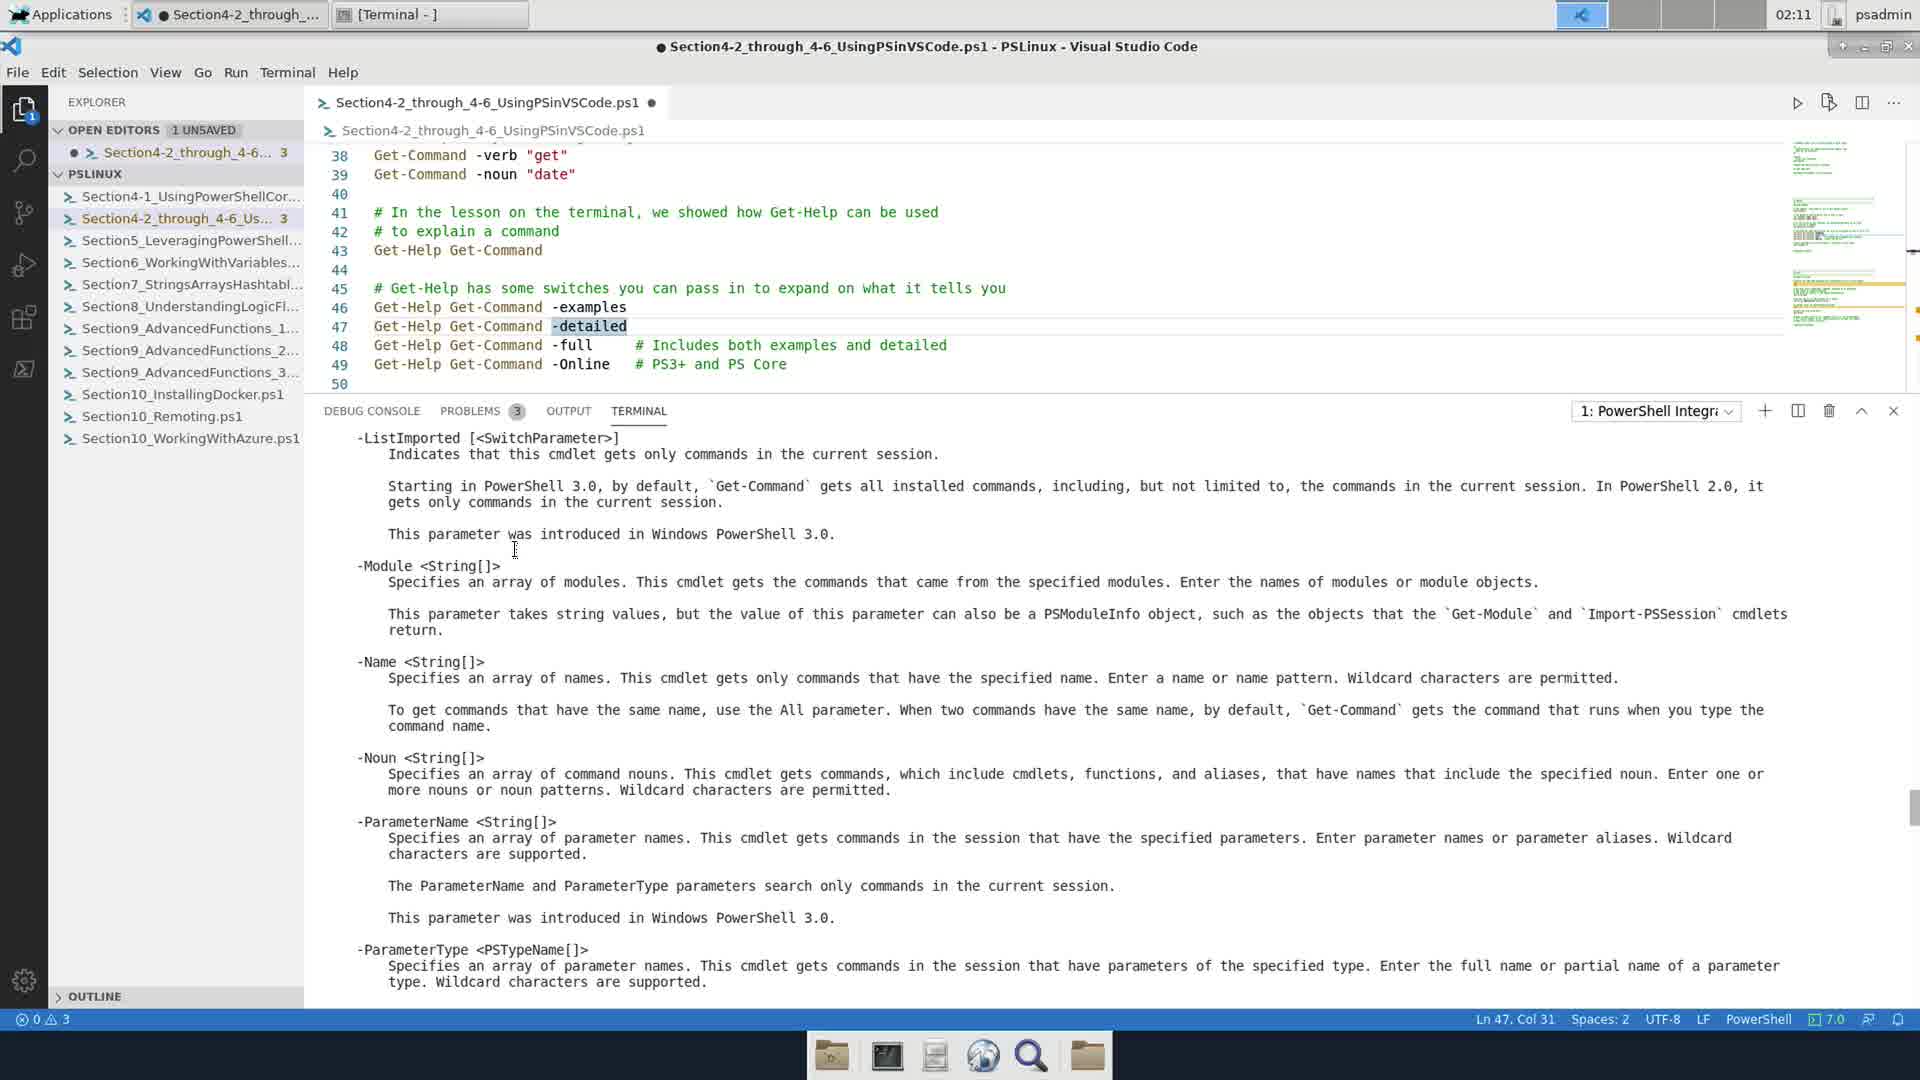 Applications
● Section4-2_through_...
[Terminal - ]
02:11
psadmin
● Section4-2_through_4-6_UsingPSinVSCode.ps1 - PSLinux - Visual Studio Code
File Edit Selection View Go Run Terminal Help
EXPLORER
OPEN EDITORS 1 UNSAVED
● Section4-2_through_4-6... 3
PSLINUX
Section4-1_UsingPowerShellCor...
Section4-2_through_4-6_Us... 3
Section5_LeveragingPowerShell...
Section6_WorkingWithVariables...
Section7_StringsArraysHashtabl...
Section8_UnderstandingLogicFl...
Section9_AdvancedFunctions_1...
Section9_AdvancedFunctions_2...
Section9_AdvancedFunctions_3...
Section10_InstallingDocker.ps1
Section10_Remoting.ps1
Section10_WorkingWithAzure.ps1
OUTLINE
1
Section4-2_through_4-6_UsingPSinVSCode.ps1 ●
Section4-2_through_4-6_UsingPSinVSCode.ps1
38 Get-Command -verb "get"
39 Get-Command -noun "date"
40
41 # In the lesson on the terminal, we showed how Get-Help can be used
42 # to explain a command
43 Get-Help Get-Command
44
45 # Get-Help has some switches you can pass in to expand on what it tells you
46 Get-Help Get-Command -examples
47 Get-Help Get-Command -detailed
48 Get-Help Get-Command -full # Includes both examples and detailed
49 Get-Help Get-Command -Online # PS3+ and PS Core
50
DEBUG CONSOLE PROBLEMS 3 OUTPUT TERMINAL
1: PowerShell Integra
-ListImported [<SwitchParameter>]
Indicates that this cmdlet gets only commands in the current session.
Starting in PowerShell 3.0, by default, `Get-Command` gets all installed commands, including, but not limited to, the commands in the current session. In PowerShell 2.0, it
gets only commands in the current session.
This parameter was introduced in Windows PowerShell 3.0.
-Module <String[]>
Specifies an array of modules. This cmdlet gets the commands that came from the specified modules. Enter the names of modules or module objects.
This parameter takes string values, but the value of this parameter can also be a PSModuleInfo object, such as the objects that the `Get-Module` and `Import-PSSession` cmdlets
return.
-Name <String[]>
Specifies an array of names. This cmdlet gets only commands that have the specified name. Enter a name or name pattern. Wildcard characters are permitted.
To get commands that have the same name, use the All parameter. When two commands have the same name, by default, `Get-Command` gets the command that runs when you type the
command name.
-Noun <String[]>
Specifies an array of command nouns. This cmdlet gets commands, which include cmdlets, functions, and aliases, that have names that include the specified noun. Enter one or
more nouns or noun patterns. Wildcard characters are permitted.
-ParameterName <String[]>
Specifies an array of parameter names. This cmdlet gets commands in the session that have the specified parameters. Enter parameter names or parameter aliases. Wildcard
characters are supported.
The ParameterName and ParameterType parameters search only commands in the current session.
This parameter was introduced in Windows PowerShell 3.0.
-ParameterType <PSTypeName[]>
Specifies an array of parameter names. This cmdlet gets commands in the session that have parameters of the specified type. Enter the full name or partial name of a parameter
type. Wildcard characters are supported.
0 3
Ln 47, Col 31 Spaces: 2 UTF-8 LF PowerShell 7.0